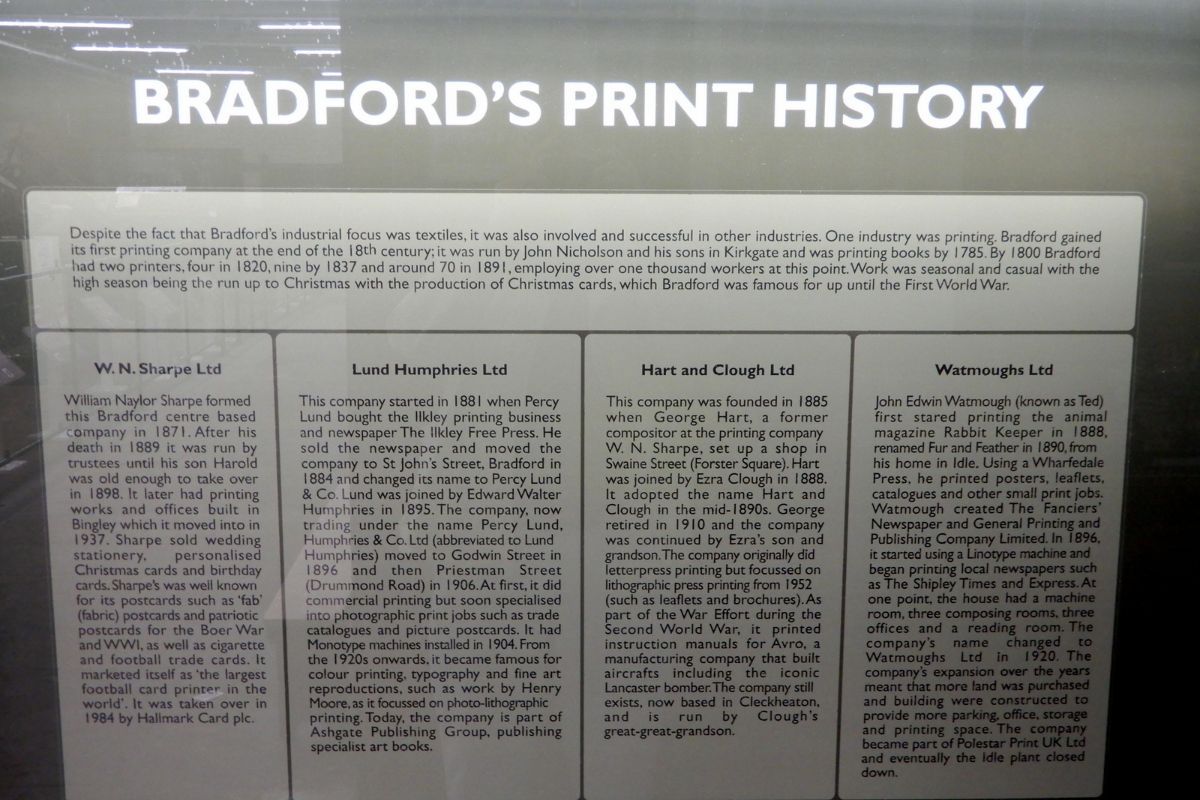 BRADFORD'S PRINT HISTORY
Despite the fact that Bradford's industrial focus was textiles, it was also involved and successful in other industries. One industry was printing. Bradford gained
its first printing company at the end of the 18th century; it was run by John Nicholson and his sons in Kirkgate and was printing books by 1785. By 1800 Bradford
had two printers, four in 1820, nine by 1837 and around 70 in 1891, employing over one thousand workers at this point. Work was seasonal and casual with the
high season being the run up to Christmas with the production of Christmas cards, which Bradford was famous for up until the First World War.
W. N. Sharpe Ltd
William Naylor Sharpe formed
this Bradford centre based
company in 1871. After his
death in 1889 it was run by
trustees until his son Harold
was old enough to take over
in 1898. It later had printing
works and offices built in
Bingley which it moved into in
1937. Sharpe sold wedding
stationery, personalised
Christmas cards and birthday
cards. Sharpe's was well known
for its postcards such as 'fab'
(fabric) postcards and patriotic
postcards for the Boer War
and WWI, as well as cigarette
and football trade cards. It
marketed itself as 'the largest
football card printer in the
world'. It was taken over in
1984 by Hallmark Card plc.
Lund Humphries Ltd
This company started in 1881 when Percy
Lund bought the Ilkley printing business
and newspaper The Ilkley Free Press. He
sold the newspaper and moved the
company to St John's Street, Bradford in
1884 and changed its name to Percy Lund
& Co. Lund was joined by Edward Walter
Humphries in 1895. The company, now
trading under the name Percy Lund,
Humphries & Co. Ltd (abbreviated to Lund
Humphries) moved to Godwin Street in
1896 and then Priestman Street
(Drummond Road) in 1906. At first, it did
commercial printing but soon specialised
into photographic print jobs such as trade
catalogues and picture postcards. It had
Monotype machines installed in 1904. From
the 1920s onwards, it became famous for
colour printing, typography and fine art
reproductions, such as work by Henry
Moore, as it focussed on photo-lithographic
printing. Today, the company is part of
Ashgate Publishing Group, publishing
specialist art books.
Hart and Clough Ltd
This company was founded in 1885
when George Hart, a former
compositor at the printing company
W. N. Sharpe, set up a shop in
Swaine Street (Forster Square). Hart
was joined by Ezra Clough in 1888.
It adopted the name Hart and
Clough in the mid-1890s. George
retired in 1910 and the company
was continued by Ezra's son and
grandson. The company originally did
letterpress printing but focussed on
lithographic press printing from 1952
(such as leaflets and brochures). As
part of the War Effort during the
Second World War, it printed
instruction manuals for Avro, a
manufacturing company that built
aircrafts including the iconic
Lancaster bomber. The company still
exists, now based in Cleckheaton,
and is run by Clough's
great-great-grandson.
Watmoughs Ltd
John Edwin Watmough (known as Ted)
first stared printing the animal
magazine Rabbit Keeper in 1888,
renamed Fur and Feather in 1890, from
his home in Idle. Using a Wharfedale
Press, he printed posters, leaflets,
catalogues and other small print jobs.
Watmough created The Fanciers'
Newspaper and General Printing and
Publishing Company Limited. In 1896,
it started using a Linotype machine and
began printing local newspapers such
as The Shipley Times and Express. At
one point, the house had a machine
room, three composing rooms, three
offices and a reading room. The
company's name changed to
Watmoughs Ltd in 1920. The
company's expansion over the years
meant that more land was purchased
and building were constructed to
provide more parking, office, storage
and printing space. The company
became part of Polestar Print UK Ltd
and eventually the Idle plant closed
down.